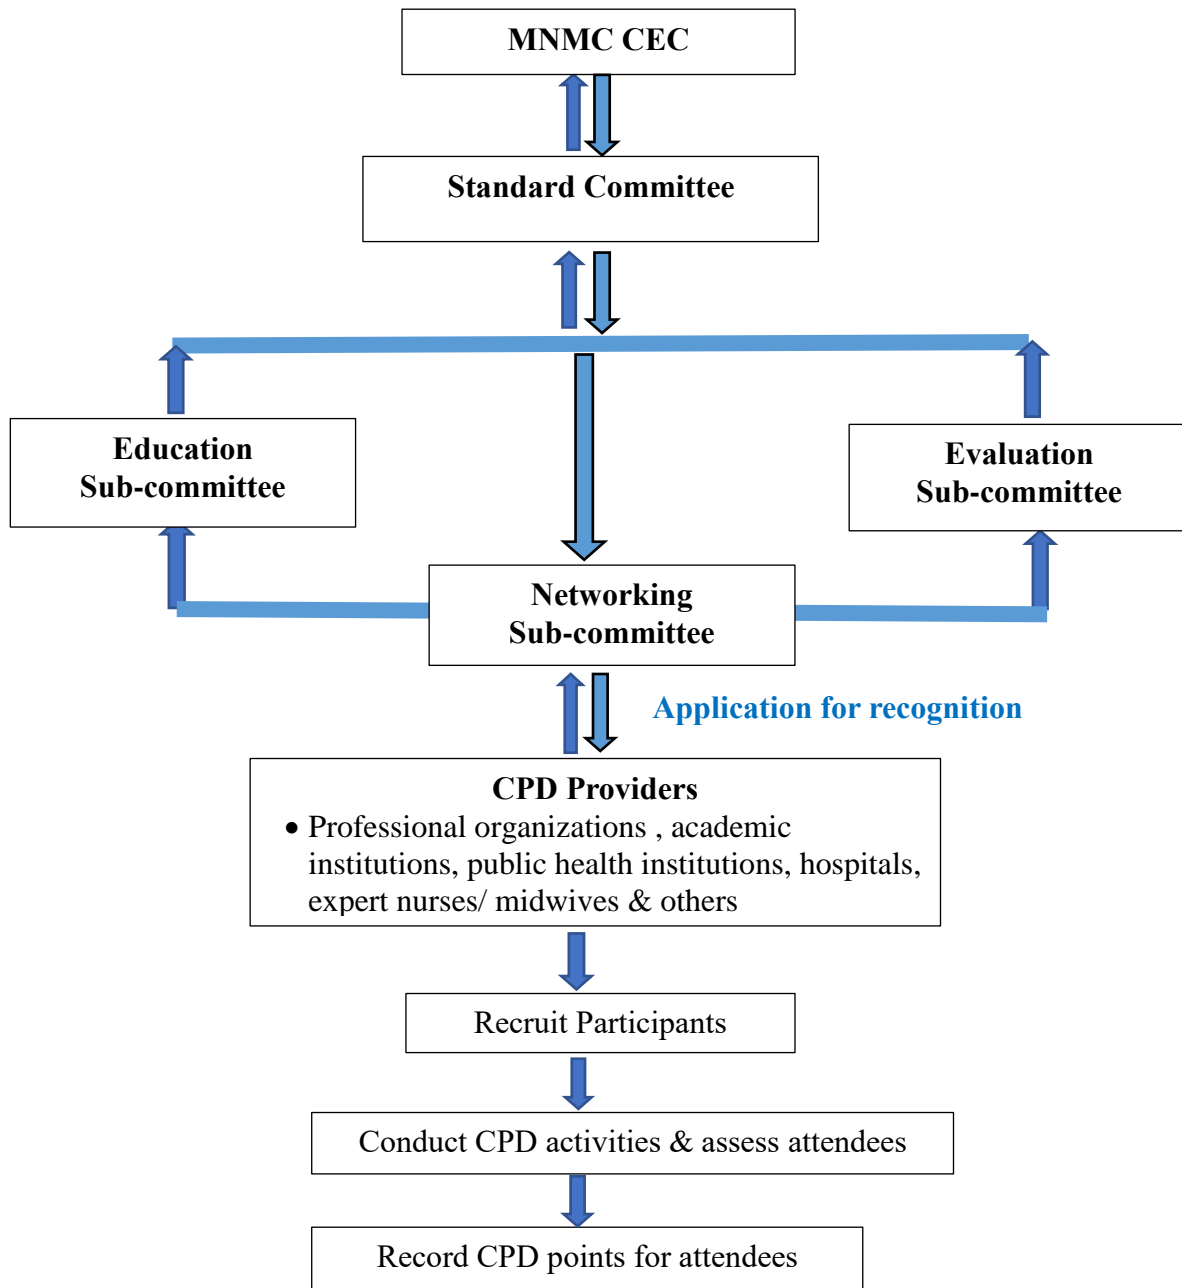 MNMC CEC
Standard Committee
Education
Sub-committee
Evaluation
Sub-committee
Networking
Sub-committee
Application for recognition
CPD Providers
• Professional organizations , academic
institutions, public health institutions, hospitals,
expert nurses/ midwives & others
Recruit Participants
Conduct CPD activities & assess attendees
Record CPD points for attendees